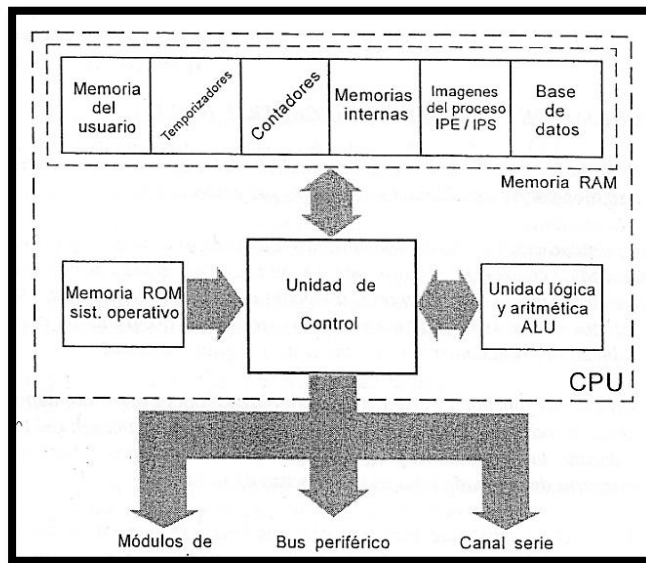 Memoria
del
usuario
Temporizadores
Contadores
Memorias
internas
Imagenes
del proceso
IPE / IPS
Base
de
datos
Memoria RAM
Memoria ROM
sist. operativo
Unidad de
Control
Unidad lógica
y aritmética
ALU
CPU
Módulos de
Bus periférico
Canal serie